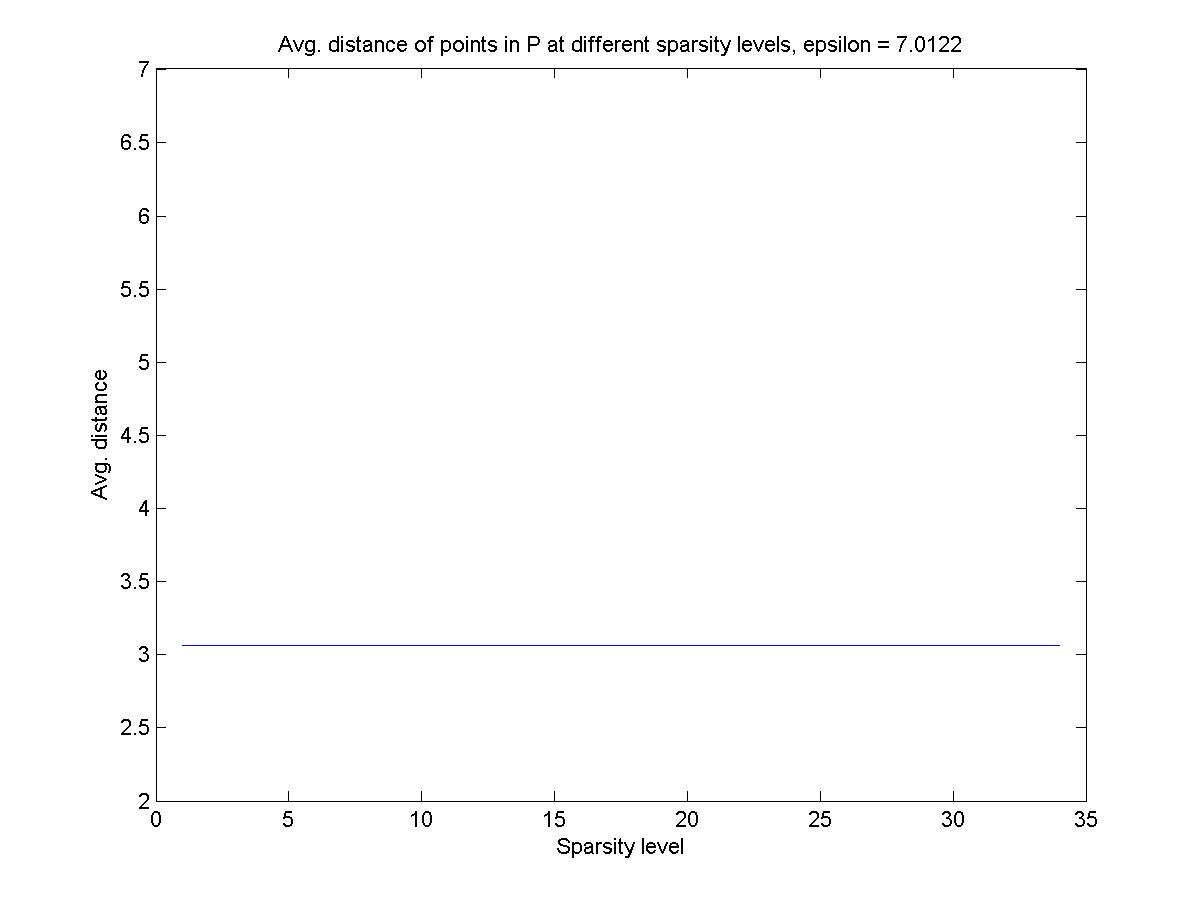 Avg. distance of points in P at different sparsity levels, epsilon = 7.0122
7
6.5
6
5.5
5
4.5
4
3.5
3
2.5
2
Avg. distance
0 5 10 15 20 25 30 35
Sparsity level